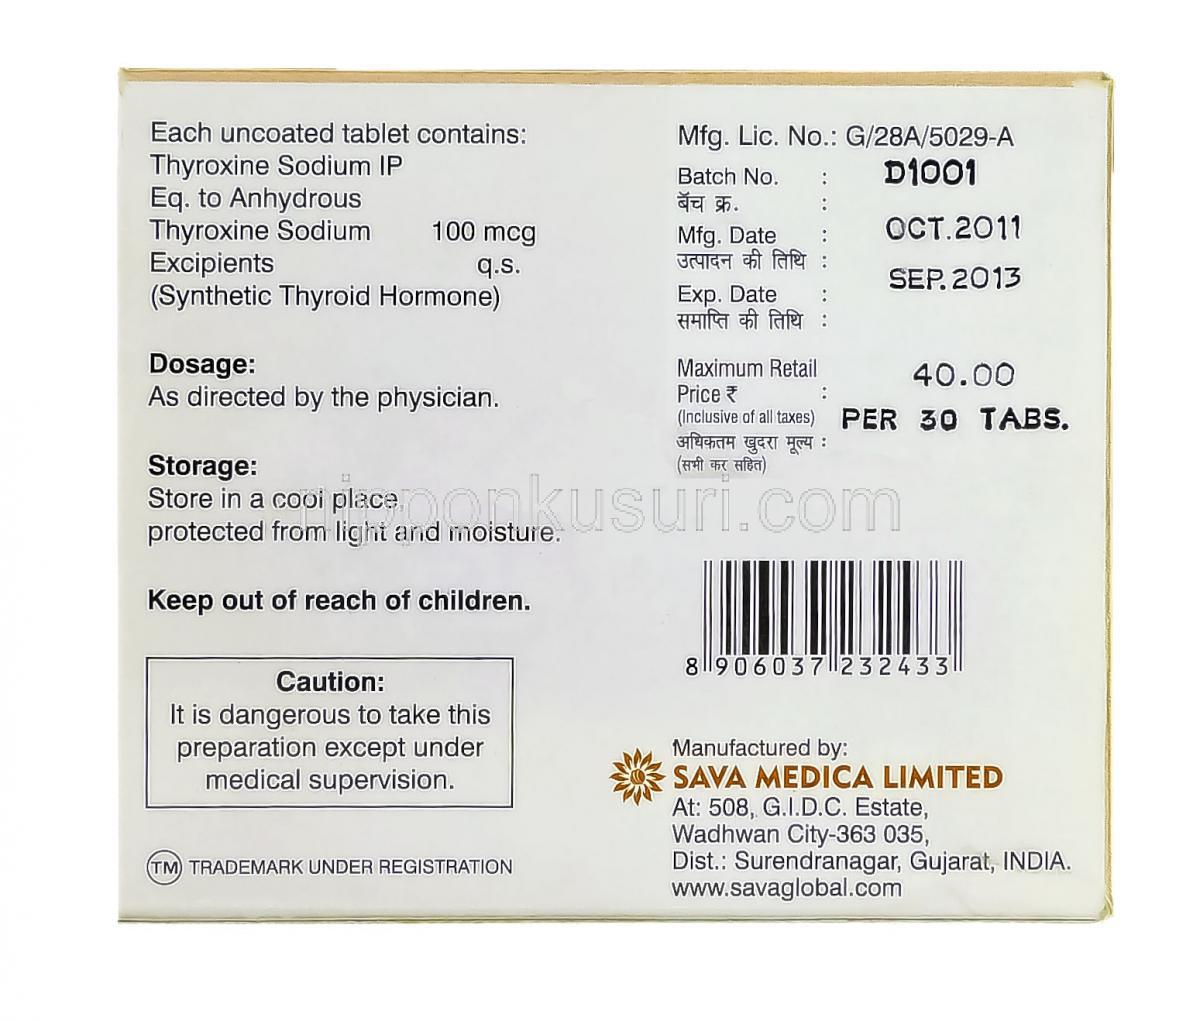 Each uncoated tablet contains:
Thyroxine Sodium IP
Eq. to Anhydrous
Thyroxine Sodium 100 mcg
Excipients q.s.
(Synthetic Thyroid Hormone)
Dosage:
As directed by the physician.
Storage:
Store in a cool place,
protected from light and moisture.
Keep out of reach of children.
Caution:
It is dangerous to take this
preparation except under
medical supervision.
TM TRADEMARK UNDER REGISTRATION
Mfg. Lic. No.: G/28A/5029-A
Batch No. : D1001
बॅच क्र. :
Mfg. Date : OCT.2011
उत्पादन की तिथि :
Exp. Date : SEP.2013
समाप्ति की तिथि :
Maximum Retail 40.00
Price ₹ :
(Inclusive of all taxes) PER 30 TABS.
अधिकतम खुदरा मूल्य :
(सभी कर सहित)
nipponkusuri.com
8 906037 232433
Manufactured by:
SAVA MEDICA LIMITED
At: 508, G.I.D.C. Estate,
Wadhwan City-363 035,
Dist.: Surendranagar, Gujarat, INDIA.
www.savaglobal.com